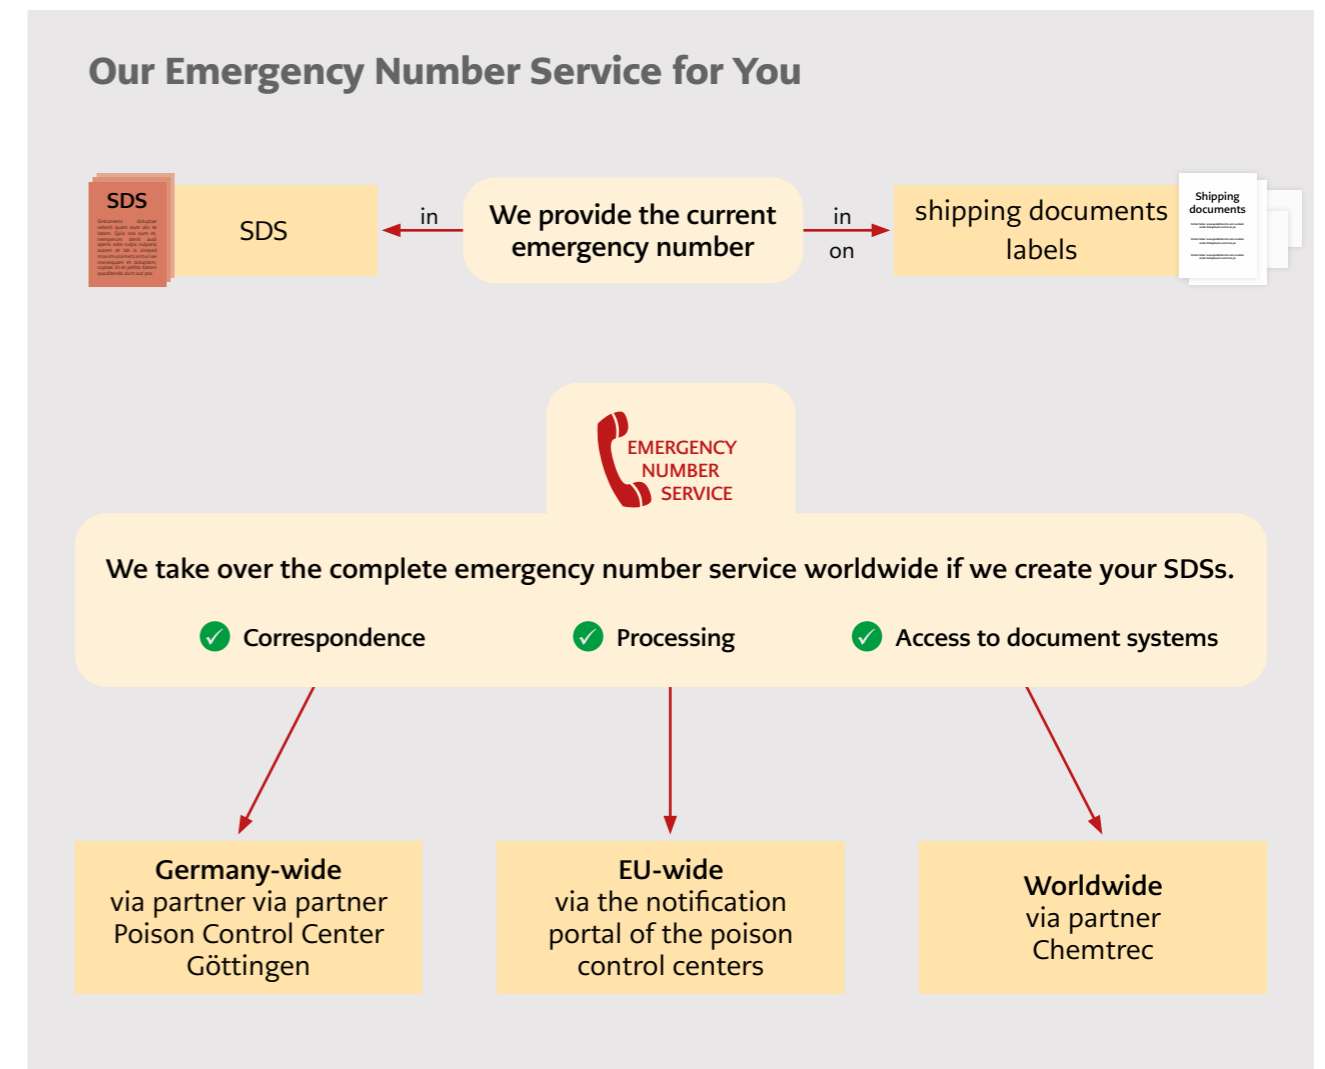 Our Emergency Number Service for You
SDS
SDS
in
We provide the current
emergency number
in
on
shipping documents
labels
Shipping
documents
EMERGENCY
NUMBER
SERVICE
We take over the complete emergency number service worldwide if we create your SDSs.
Correspondence
Processing
Access to document systems
Germany-wide
via partner via partner
Poison Control Center
Göttingen
EU-wide
via the notification
portal of the poison
control centers
Worldwide
via partner
Chemtrec